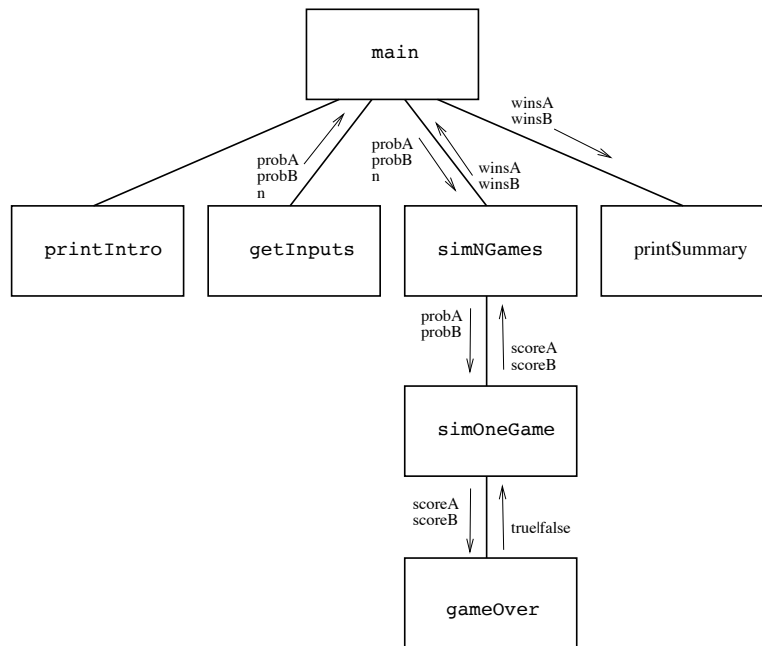 main
winsA
winsB
probA
probB
n
probA
probB
n
winsA
winsB
printIntro
getInputs
simNGames
printSummary
probA
probB
scoreA
scoreB
simOneGame
scoreA
scoreB
true|false
gameOver